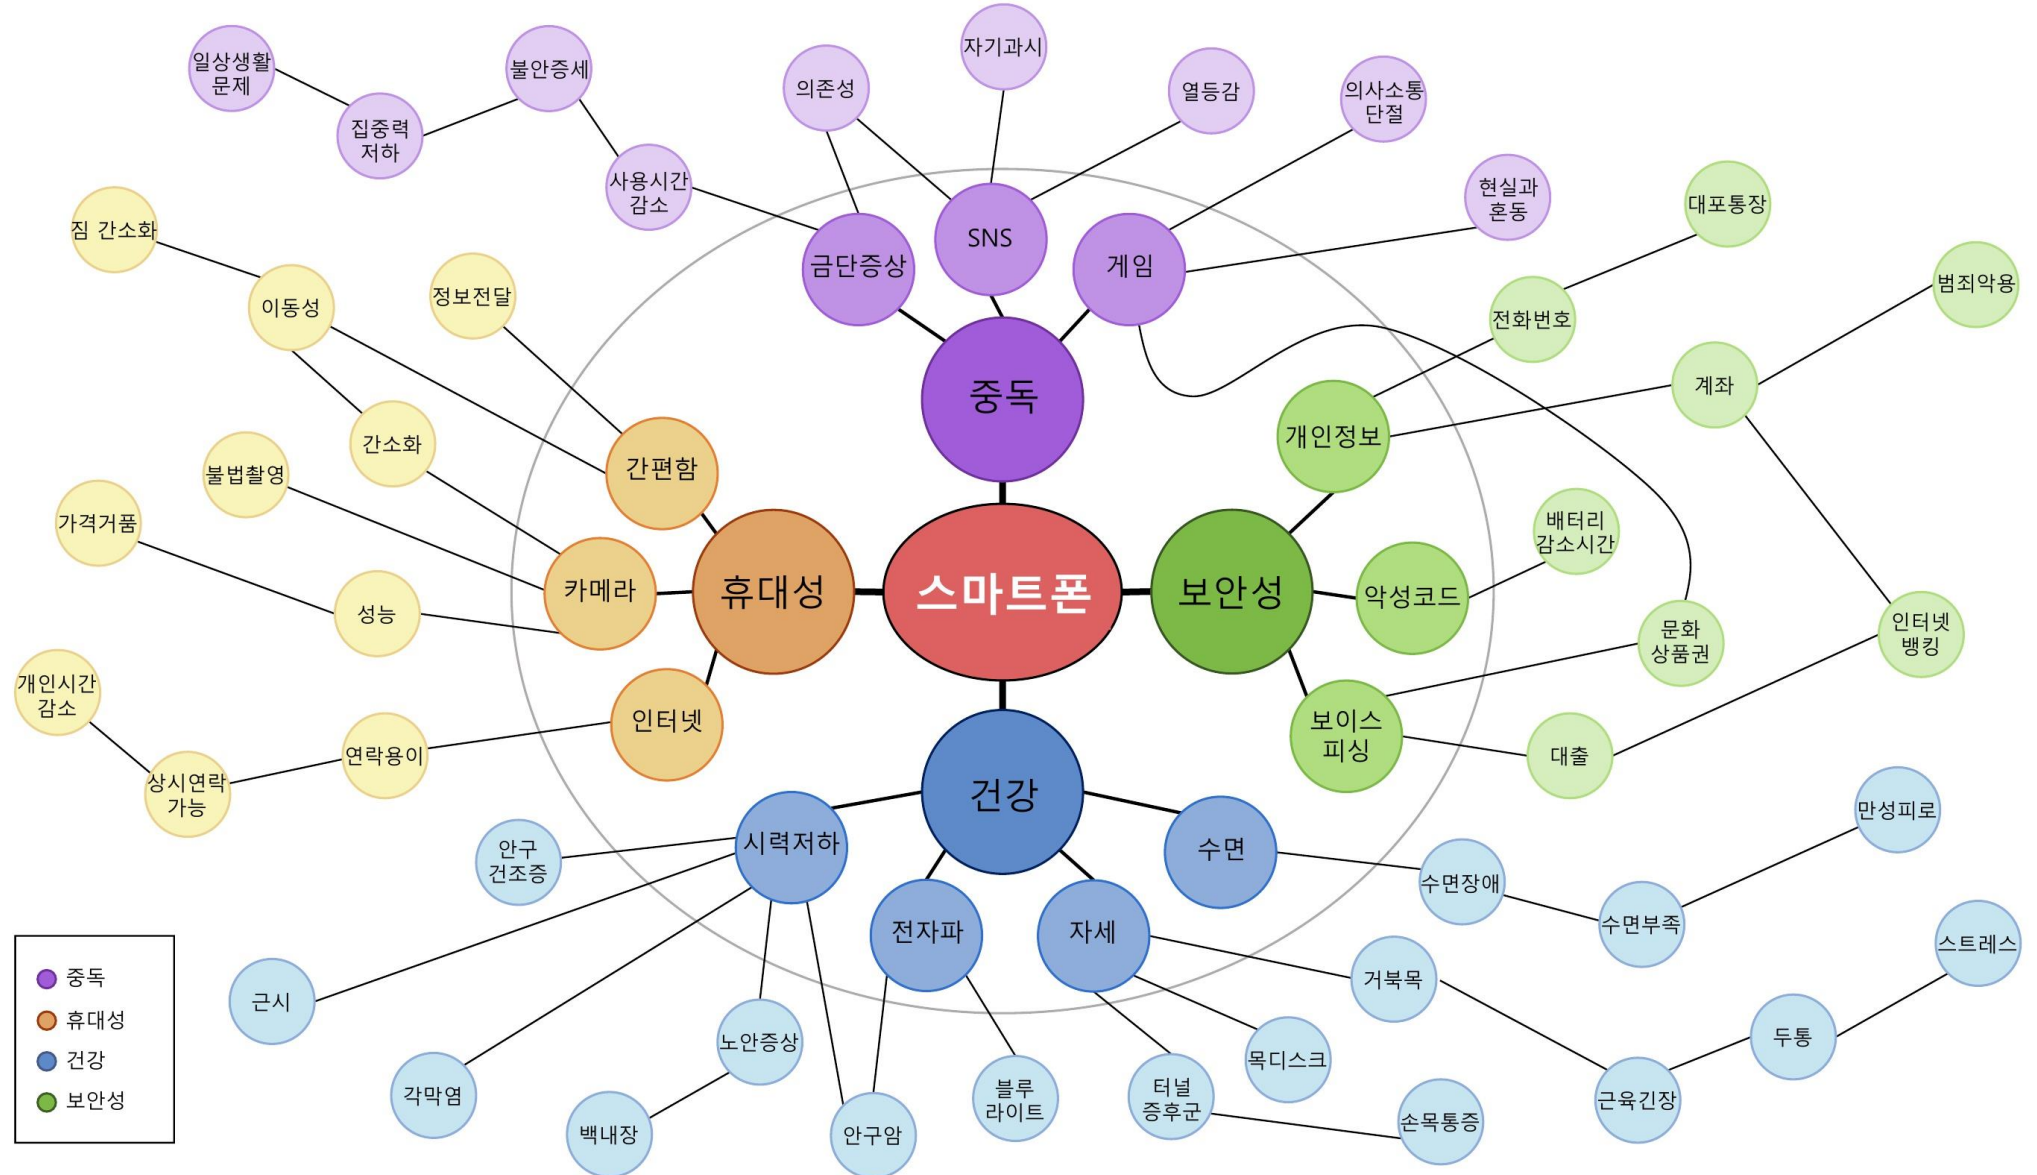 자기과시
일상생활
문제
불안증세
의존성
열등감
의사소통
단절
집중력
저하
사용시간
감소
현실과
혼동
대포통장
짐 간소화
SNS
금단증상
게임
범죄악용
이동성
정보전달
전화번호
중독
계좌
간소화
개인정보
불법촬영
간편함
가격거품
배터리
감소시간
카메라
휴대성
스마트폰
보안성
악성코드
성능
문화
상품권
인터넷
뱅킹
개인시간
감소
인터넷
보이스
피싱
연락용이
대출
상시연락
가능
건강
만성피로
시력저하
수면
안구
건조증
수면장애
전자파
자세
수면부족
스트레스
중독
휴대성
건강
보안성
근시
거북목
노안증상
목디스크
두통
각막염
블루
라이트
터널
증후군
근육긴장
백내장
안구암
손목통증